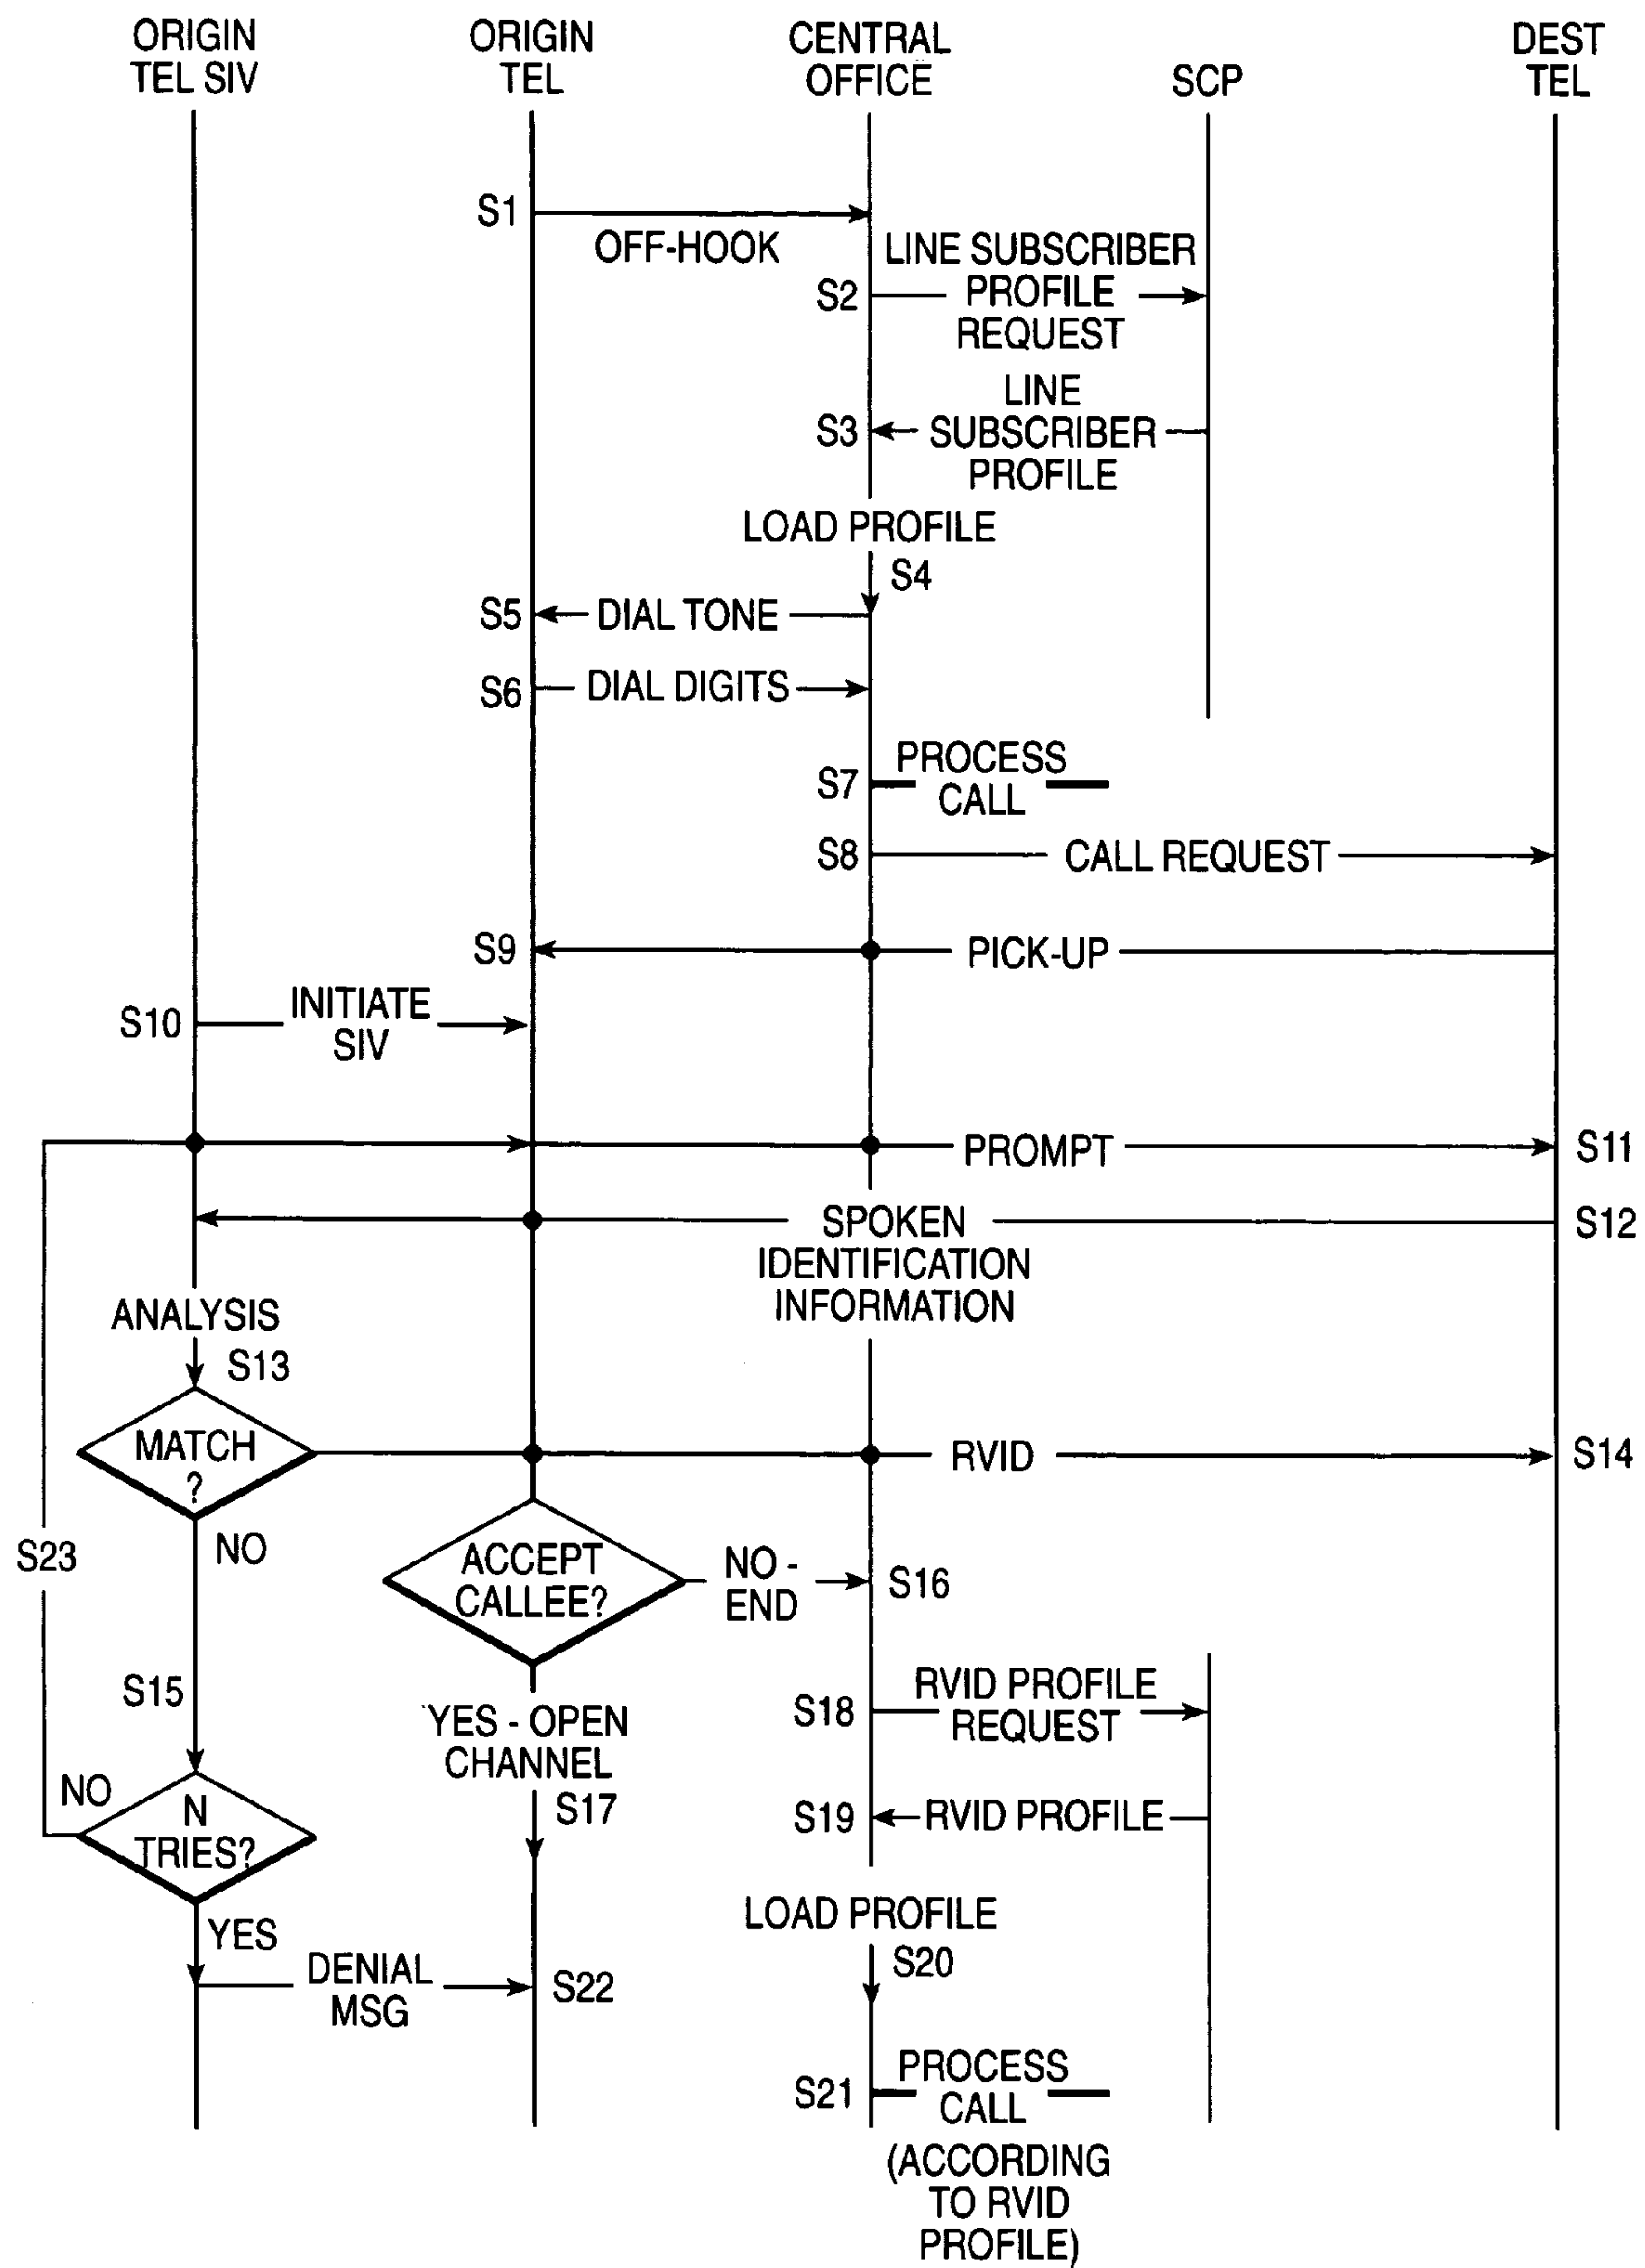 ORIGIN
TEL SIV
ORIGIN
TEL
CENTRAL
OFFICE
SCP
DEST
TEL
S1
OFF-HOOK
LINE SUBSCRIBER
S2
PROFILE
REQUEST
LINE
S3
SUBSCRIBER
PROFILE
LOAD PROFILE
S4
S5
DIAL TONE
S6
DIAL DIGITS
PROCESS
S7
CALL
S8
CALL REQUEST
S9
PICK-UP
S10
INITIATE
SIV
PROMPT
S11
SPOKEN
S12
IDENTIFICATION
INFORMATION
ANALYSIS
S13
MATCH
?
RVID
S14
NO
S23
ACCEPT
CALLEE?
NO -
END
S16
S15
YES - OPEN
CHANNEL
S17
RVID PROFILE
S18
REQUEST
NO
N
TRIES?
S19
RVID PROFILE
LOAD PROFILE
S20
YES
DENIAL
MSG
S22
PROCESS
S21
CALL
(ACCORDING
TO RVID
PROFILE)